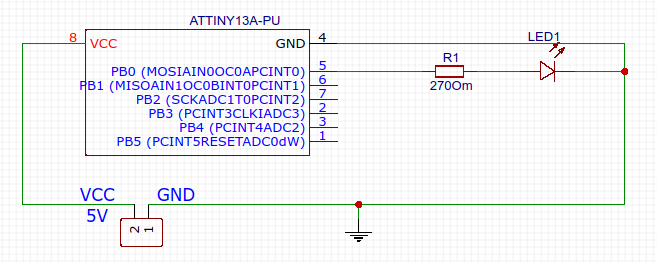 ATTINY13A-PU
8 VCC GND 4
PB0 (MOSIAIN0OC0APCINT0) 5
PB1 (MISOAIN1OC0BINT0PCINT1) 6
PB2 (SCKADC1T0PCINT2) 7
PB3 (PCINT3CLKIADC3) 2
PB4 (PCINT4ADC2) 3
PB5 (PCINT5RESETADC0dW) 1
R1
270Om
LED1
VCC GND
5V
2 1